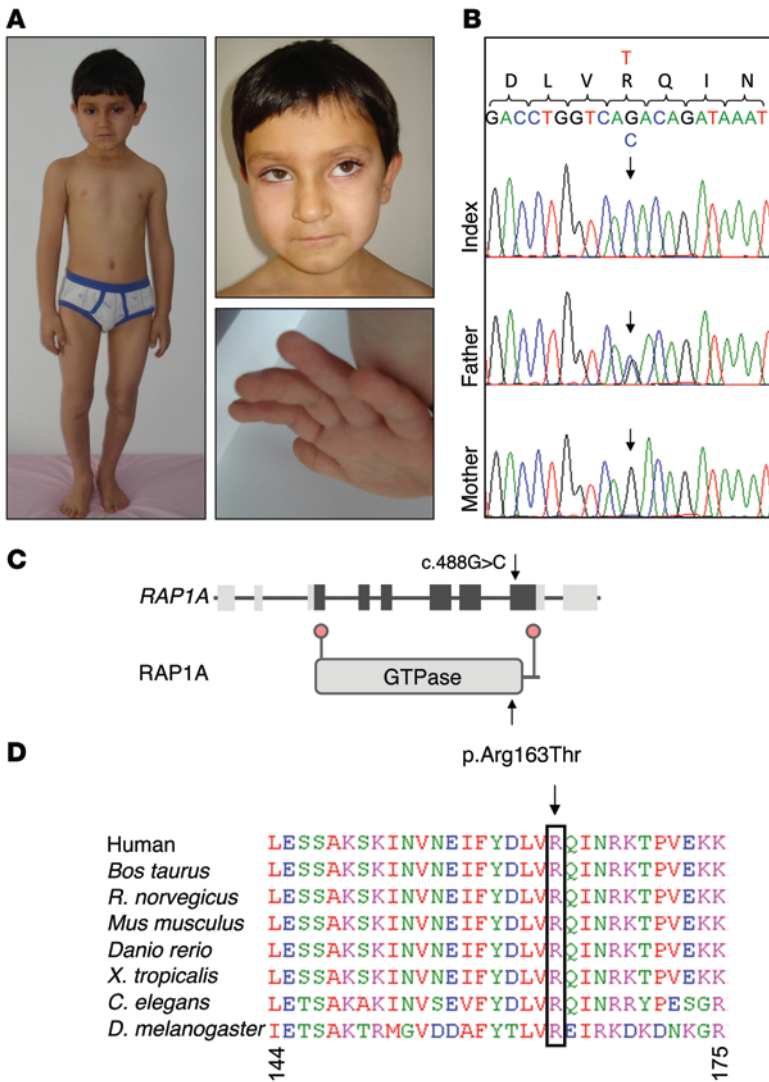 A
B
T
D L V R Q I N
GACCTGGTCAGACAGATAAAT
C
Index
Father
Mother
C
c.488G>C
RAP1A
RAP1A
GTPase
D
p.Arg163Thr
Human LESSAKSKINVNEIFYDLVRQINRKTPVEKK
Bos taurus LESSAKSKINVNEIFYDLVRQINRKTPVEKK
R. norvegicus LESSAKSKINVNEIFYDLVRQINRKTPVEKK
Mus musculus LESSAKSKINVNEIFYDLVRQINRKTPVEKK
Danio rerio LESSAKSKINVNEIFYDLVRQINRKTPVEKK
X. tropicalis LESSAKSKINVNEIFYDLVRQINRKTPVEKK
C. elegans LETSAKAKINVSEVFYDLVRQINRRYPESGR
D. melanogaster IETSAKTRMGVDDAFYTLVREIRKDKDNKGR
144
175